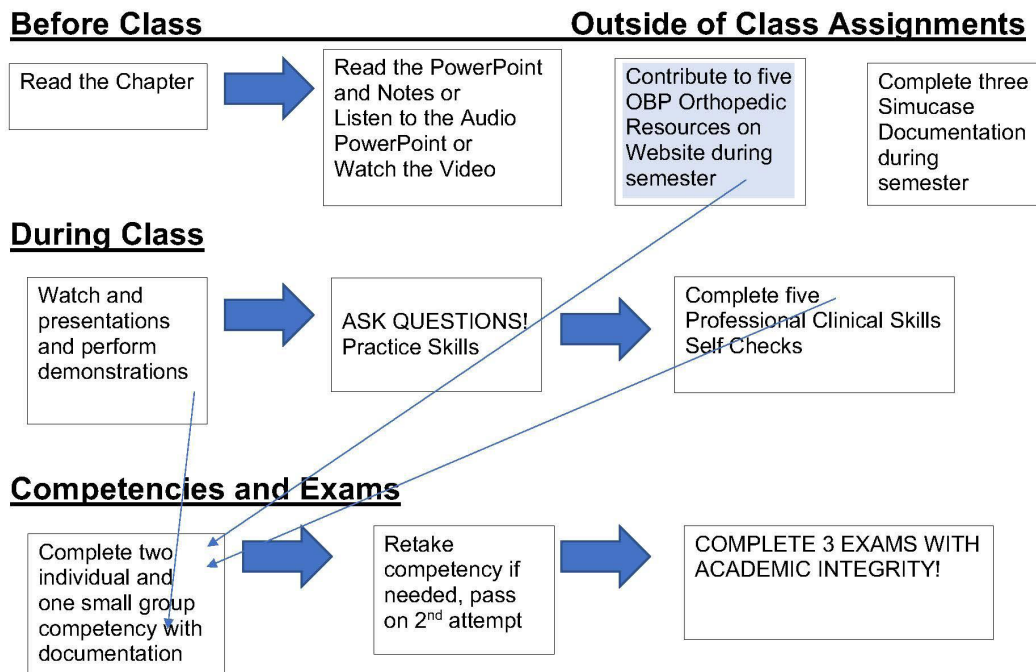 Before Class
Outside of Class Assignments
Read the Chapter
Read the PowerPoint
and Notes or
Listen to the Audio
PowerPoint or
Watch the Video
Contribute to five
OBP Orthopedic
Resources on
Website during
semester
Complete three
Simucase
Documentation
during
semester
During Class
Watch and
presentations
and perform
demonstrations
ASK QUESTIONS!
Practice Skills
Complete five
Professional Clinical Skills
Self Checks
Competencies and Exams
Complete two
individual and
one small group
competency with
documentation
Retake
competency if
needed, pass
on 2nd attempt
COMPLETE 3 EXAMS WITH
ACADEMIC INTEGRITY!